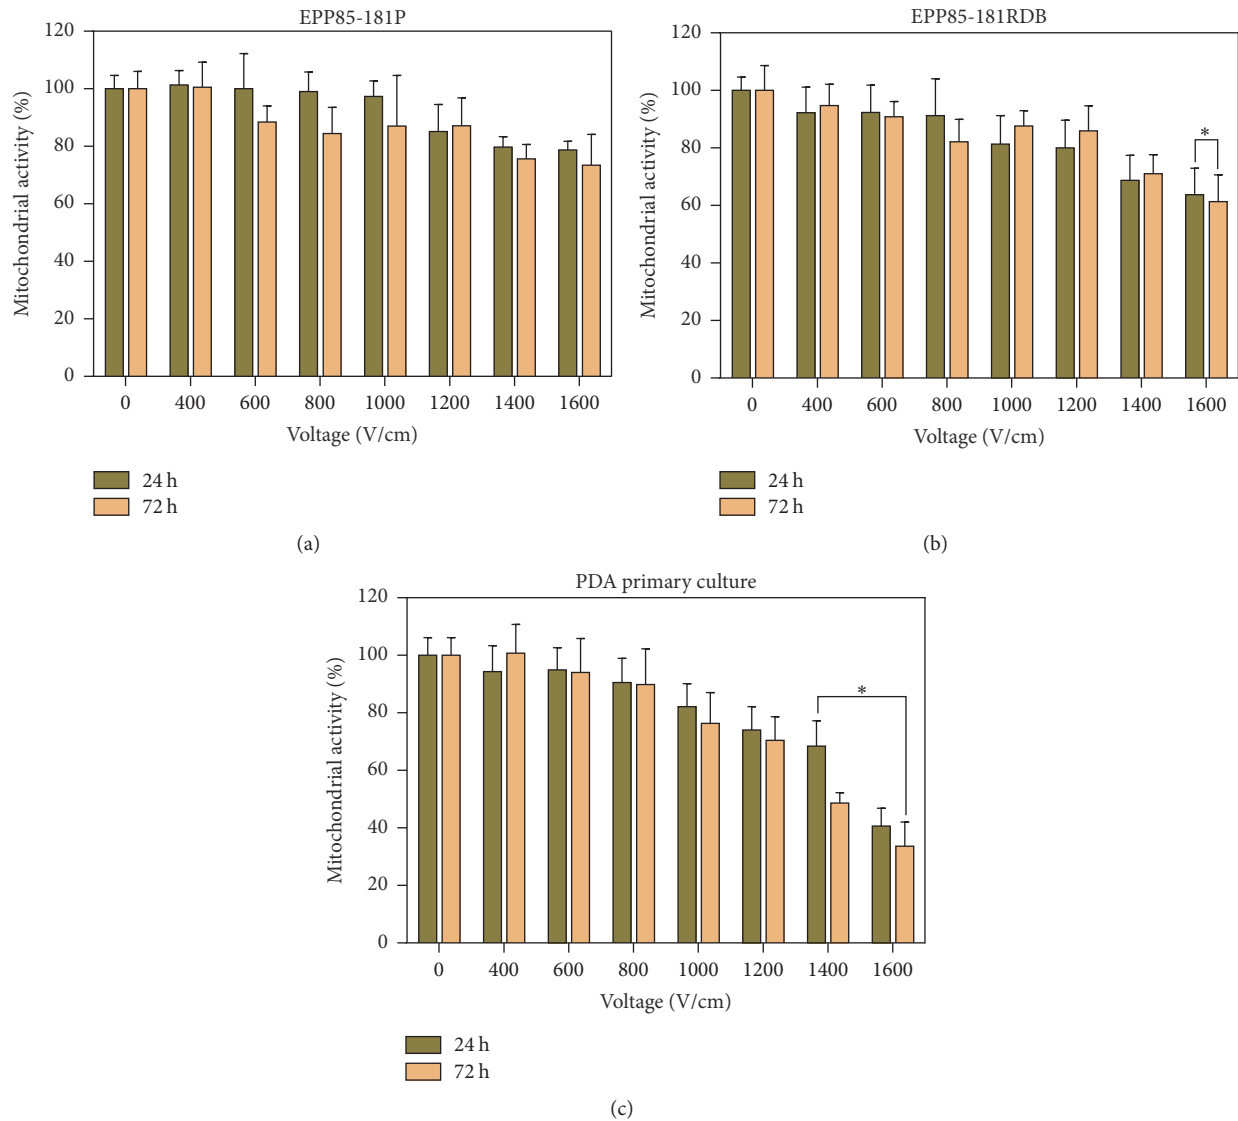 EPP85-181P
120
100
80
60
40
20
0
Mitochondrial activity (%)
0 400 600 800 1000 1200 1400 1600
Voltage (V/cm)
24 h
72 h
(a)
EPP85-181RDB
120
100
80
60
40
20
0
Mitochondrial activity (%)
*
0 400 600 800 1000 1200 1400 1600
Voltage (V/cm)
24 h
72 h
(b)
PDA primary culture
120
100
80
60
40
20
0
Mitochondrial activity (%)
*
0 400 600 800 1000 1200 1400 1600
Voltage (V/cm)
24 h
72 h
(c)